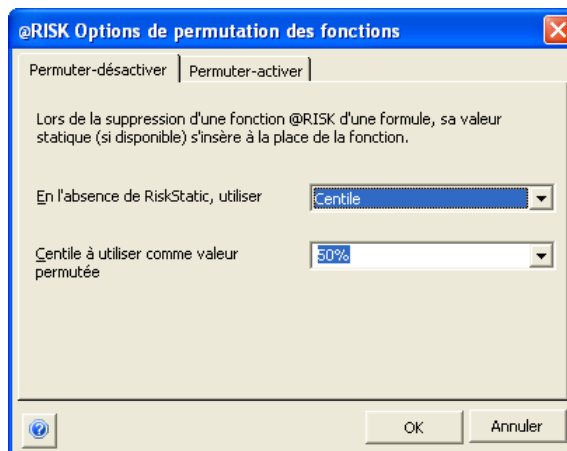 @RISK Options de permutation des fonctions
Permuter-désactiver
Permuter-activer
Lors de la suppression d'une fonction @RISK d'une formule, sa valeur
statique (si disponible) s'insère à la place de la fonction.
En l'absence de RiskStatic, utiliser
Centile
Centile à utiliser comme valeur
permutée
50%
OK
Annuler